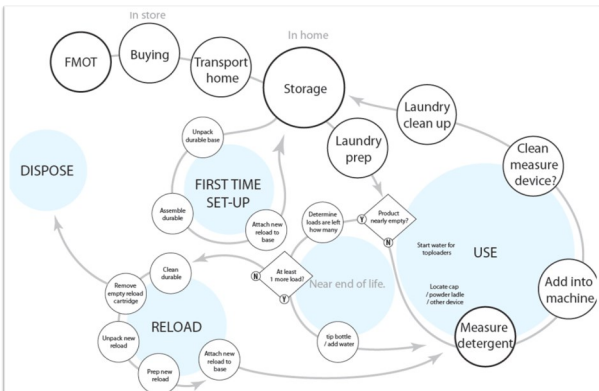 in store
FMOT
Buying
Transport
home
In home
Storage
Laundry
prep
Laundry
clean up
Clean
measure
device?
Unpack
durable base
FIRST TIME
SET-UP
Assemble
durable
Attach new
reload to
base
DISPOSE
Determine
loads are left
how many
Product
nearly empty?
Y
N
Start water for
toploaders
USE
Locate cap
/ powder ladle
/ other device
Add into
machine
Measure
detergent
At least
1 more load?
N
Y
Near end of life.
tip bottle
/ add water
Clean
durable
Remove
empty reload
cartridge
RELOAD
Unpack new
reload
Prep new
reload
Attach new
reload to
base